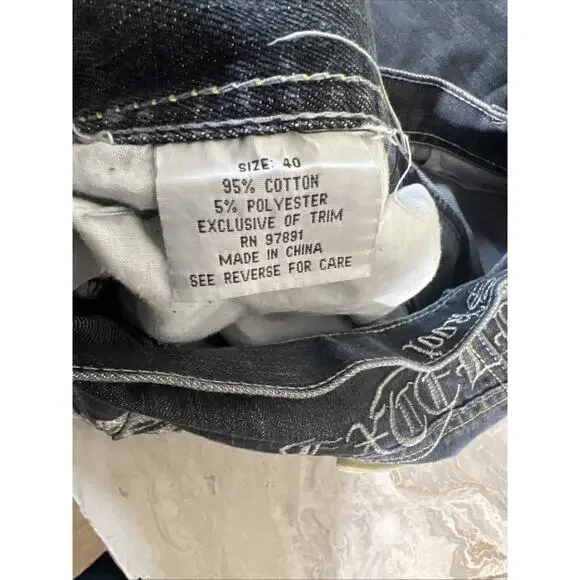 SIZE: 40
95% COTTON
5% POLYESTER
EXCLUSIVE OF TRIM
RN 97891
MADE IN CHINA
SEE REVERSE FOR CARE